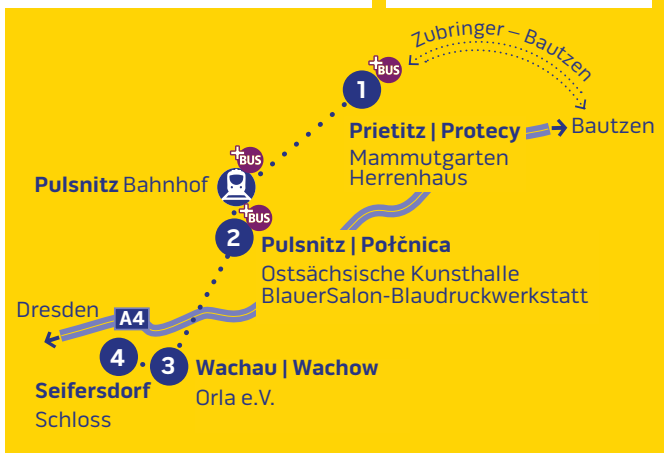 Zubringer – Bautzen
+BUS
1
Prietitz | Protecy
Bautzen
Mammutgarten
Herrenhaus
+BUS
Pulsnitz Bahnhof
+BUS
2
Pulsnitz | Połčnica
Ostsächsische Kunsthalle
BlauerSalon-Blaudruckwerkstatt
Dresden
A4
4
3
Wachau | Wachow
Orla e.V.
Seifersdorf
Schloss